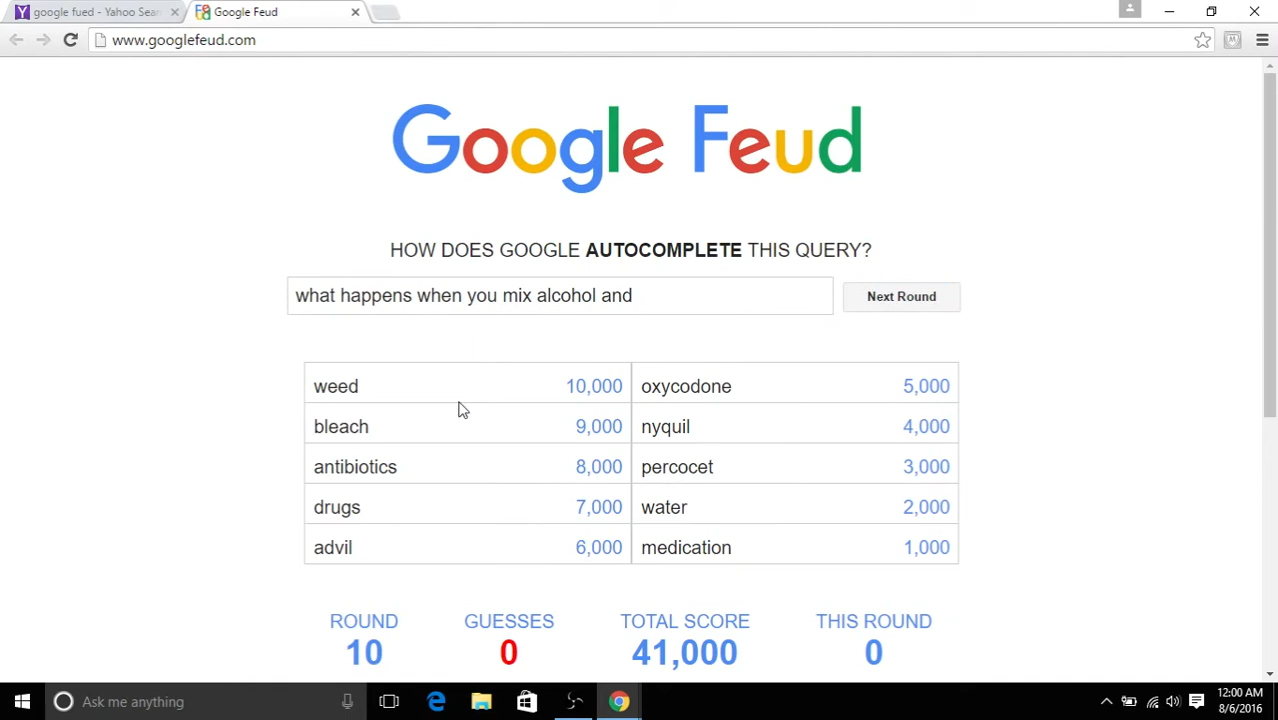 google fued - Yahoo Sear
Google Feud
www.googlefeud.com
Google Feud
HOW DOES GOOGLE AUTOCOMPLETE THIS QUERY?
what happens when you mix alcohol and
Next Round
weed 10,000 oxycodone 5,000
bleach 9,000 nyquil 4,000
antibiotics 8,000 percocet 3,000
drugs 7,000 water 2,000
advil 6,000 medication 1,000
ROUND GUESSES TOTAL SCORE THIS ROUND
10 0 41,000 0
Ask me anything
12:00 AM
8/6/2016